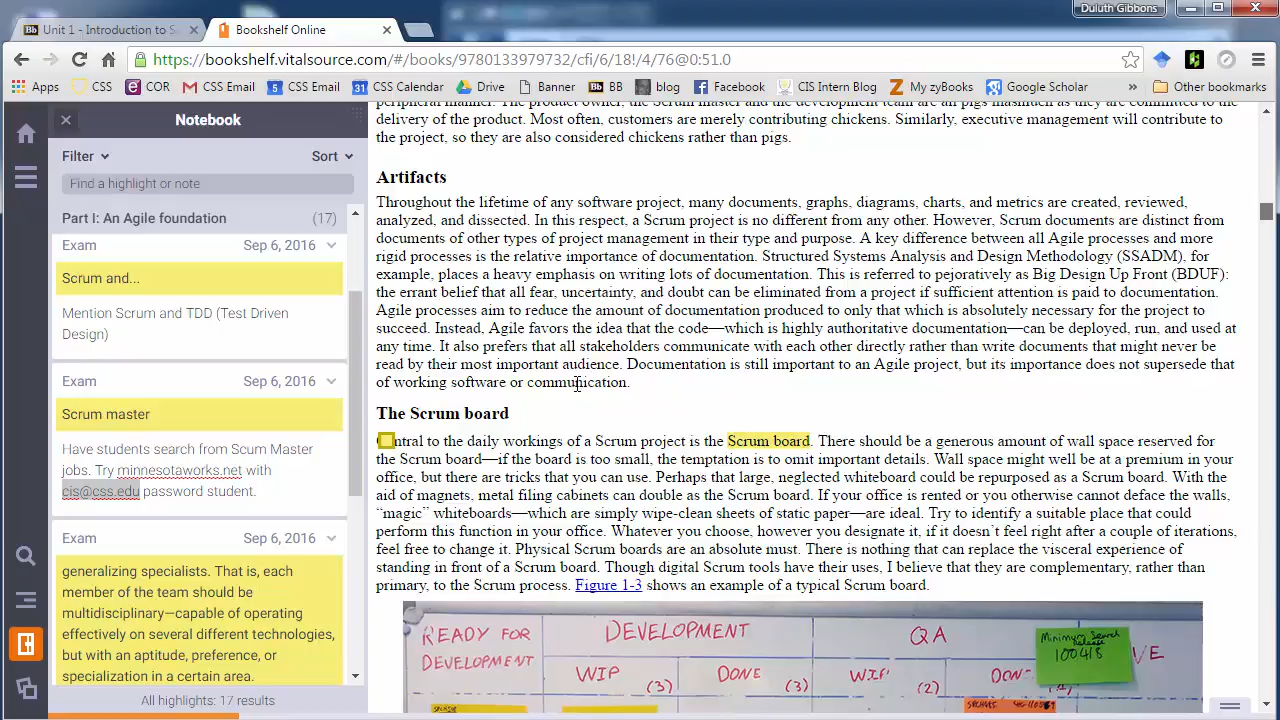 Duluth Gibbons
Unit 1 - Introduction to S
Bookshelf Online
https://bookshelf.vitalsource.com/#/books/9780133979732/cfi/6/18!/4/76@0:51.0
Apps CSS COR CSS Email CSS Email CSS Calendar Drive Banner BB blog Facebook CIS Intern Blog My zyBooks Google Scholar » Other bookmarks
Notebook
Filter Sort
Find a highlight or note
Part I: An Agile foundation (17)
Exam Sep 6, 2016
Scrum and...
Mention Scrum and TDD (Test Driven
Design)
Exam Sep 6, 2016
Scrum master
Have students search from Scum Master
jobs. Try minnesotaworks.net with
cis@css.edu password student.
Exam Sep 6, 2016
generalizing specialists. That is, each
member of the team should be
multidisciplinary—capable of operating
effectively on several different technologies,
but with an aptitude, preference, or
specialization in a certain area.
All highlights: 17 results
peripheral manner. The product owner, the Scrum master and the development team are all pigs inasmuch as they are committed to the
delivery of the product. Most often, customers are merely contributing chickens. Similarly, executive management will contribute to
the project, so they are also considered chickens rather than pigs.
Artifacts
Throughout the lifetime of any software project, many documents, graphs, diagrams, charts, and metrics are created, reviewed,
analyzed, and dissected. In this respect, a Scrum project is no different from any other. However, Scrum documents are distinct from
documents of other types of project management in their type and purpose. A key difference between all Agile processes and more
rigid processes is the relative importance of documentation. Structured Systems Analysis and Design Methodology (SSADM), for
example, places a heavy emphasis on writing lots of documentation. This is referred to pejoratively as Big Design Up Front (BDUF):
the errant belief that all fear, uncertainty, and doubt can be eliminated from a project if sufficient attention is paid to documentation.
Agile processes aim to reduce the amount of documentation produced to only that which is absolutely necessary for the project to
succeed. Instead, Agile favors the idea that the code—which is highly authoritative documentation—can be deployed, run, and used at
any time. It also prefers that all stakeholders communicate with each other directly rather than write documents that might never be
read by their most important audience. Documentation is still important to an Agile project, but its importance does not supersede that
of working software or communication.
The Scrum board
Central to the daily workings of a Scrum project is the Scrum board. There should be a generous amount of wall space reserved for
the Scrum board—if the board is too small, the temptation is to omit important details. Wall space might well be at a premium in your
office, but there are tricks that you can use. Perhaps that large, neglected whiteboard could be repurposed as a Scrum board. With the
aid of magnets, metal filing cabinets can double as the Scrum board. If your office is rented or you otherwise cannot deface the walls,
“magic” whiteboards—which are simply wipe-clean sheets of static paper—are ideal. Try to identify a suitable place that could
perform this function in your office. Whatever you choose, however you designate it, if it doesn’t feel right after a couple of iterations,
feel free to change it. Physical Scrum boards are an absolute must. There is nothing that can replace the visceral experience of
standing in front of a Scrum board. Though digital Scrum tools have their uses, I believe that they are complementary, rather than
primary, to the Scrum process. Figure 1-3 shows an example of a typical Scrum board.
READY FOR
DEVELOPMENT
DEVELOPMENT
QA
Minimum Search
Release
100418
VE
WIP (3) DONE (3) WIP (2) DONE